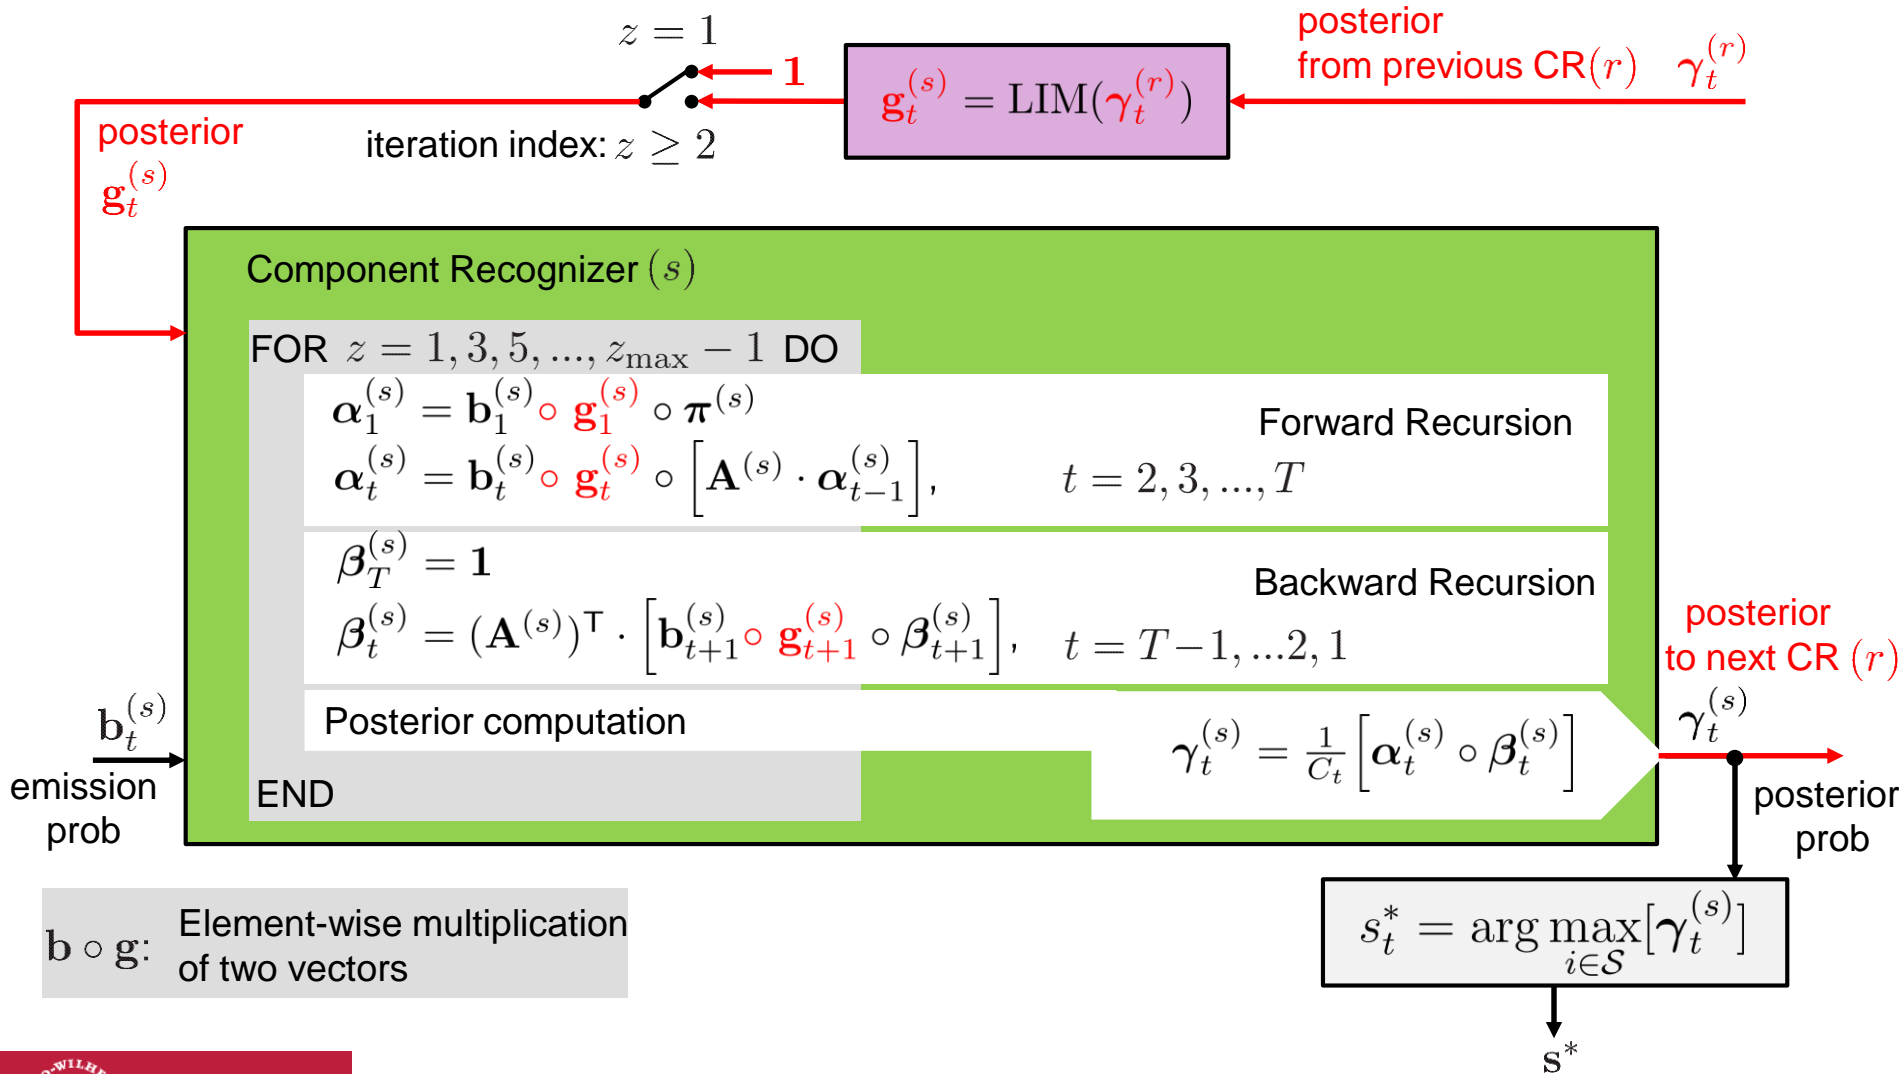 z = 1
posterior
from previous CR(r) γ_t^(r)
1
g_t^(s) = LIM(γ_t^(r))
iteration index: z ≥ 2
posterior
g_t^(s)
Component Recognizer (s)
FOR z = 1, 3, 5, ..., z_max − 1 DO
α_1^(s) = b_1^(s) ∘ g_1^(s) ∘ π^(s)
Forward Recursion
α_t^(s) = b_t^(s) ∘ g_t^(s) ∘ [A^(s) · α_{t−1}^(s)], t = 2, 3, ..., T
β_T^(s) = 1
Backward Recursion
β_t^(s) = (A^(s))^T · [b_{t+1}^(s) ∘ g_{t+1}^(s) ∘ β_{t+1}^(s)], t = T−1, ...2, 1
Posterior computation
γ_t^(s) = 1/C_t [α_t^(s) ∘ β_t^(s)]
END
b_t^(s)
emission
prob
posterior
to next CR (r)
γ_t^(s)
posterior
prob
s_t^* = arg max_{i∈S} [γ_t^(s)]
s^*
b ∘ g: Element-wise multiplication
of two vectors